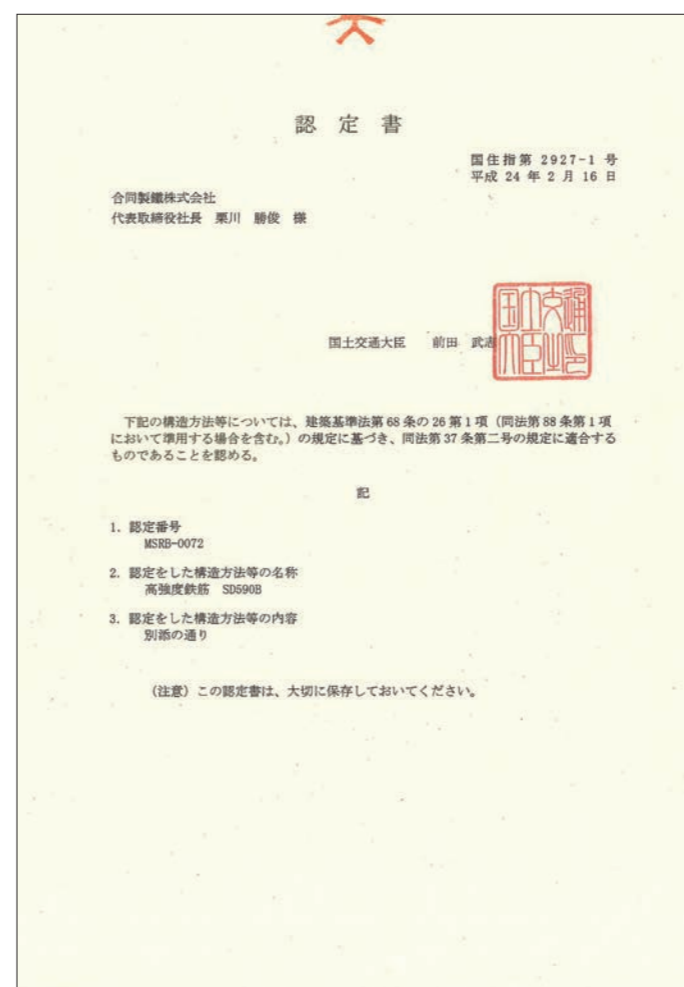 認定書
国住指第 2927-1 号
平成 24 年 2 月 16 日
合同製鐵株式会社
代表取締役社長 栗川 勝俊 様
国土交通大臣 前田 武志
下記の構造方法等については、建築基準法第 68 条の 26 第 1 項(同法第 88 条第 1 項
において準用する場合を含む。)の規定に基づき、同法第 37 条第二号の規定に適合する
ものであることを認める。
記
1. 認定番号
MSRB-0072
2. 認定をした構造方法等の名称
高強度鉄筋 SD590B
3. 認定をした構造方法等の内容
別添の通り
(注意)この認定書は、大切に保存しておいてください。